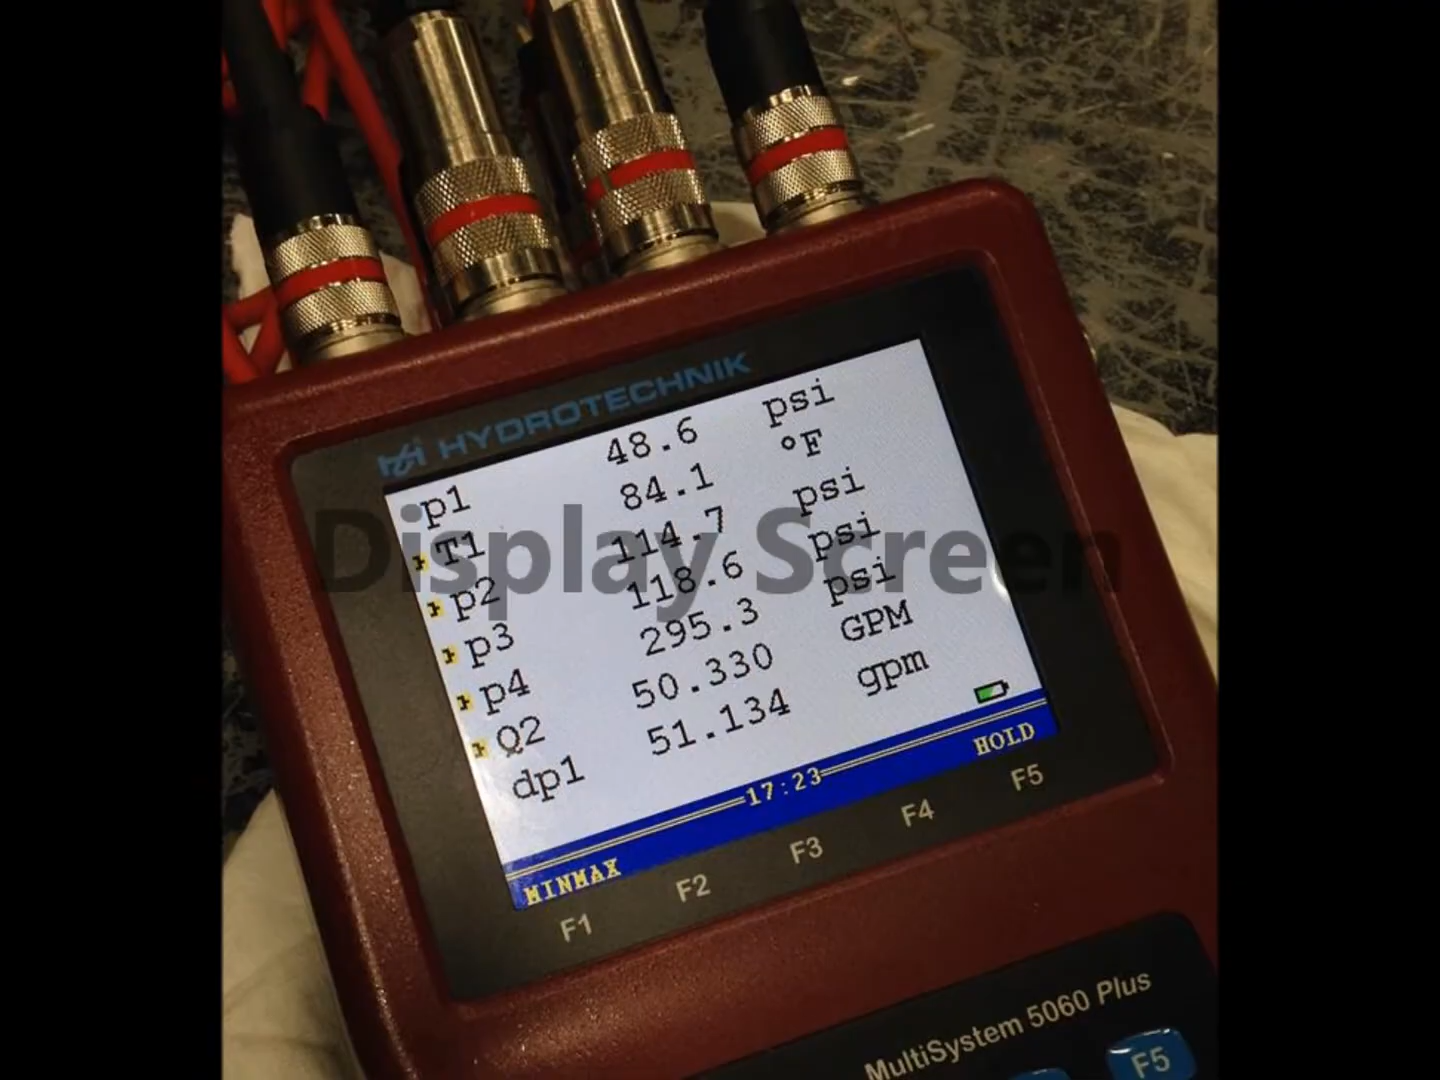 HYDROTECHNIK
p1 48.6 psi
T1 84.1 °F
p2 114.7 psi
p3 118.6 psi
p4 295.3 psi
Q2 50.330 GPM
dp1 51.134 gpm
17:23
MINMAX HOLD
F1 F2 F3 F4 F5
MultiSystem 5060 Plus
F5
Display Screen